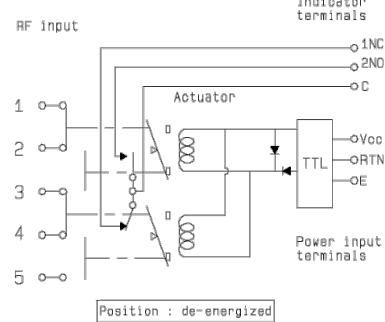 Indicator
terminals
RF input
1NC
2NO
C
Actuator
1
2
3
4
5
TTL
Vcc
RTN
E
Power input
terminals
Position : de-energized